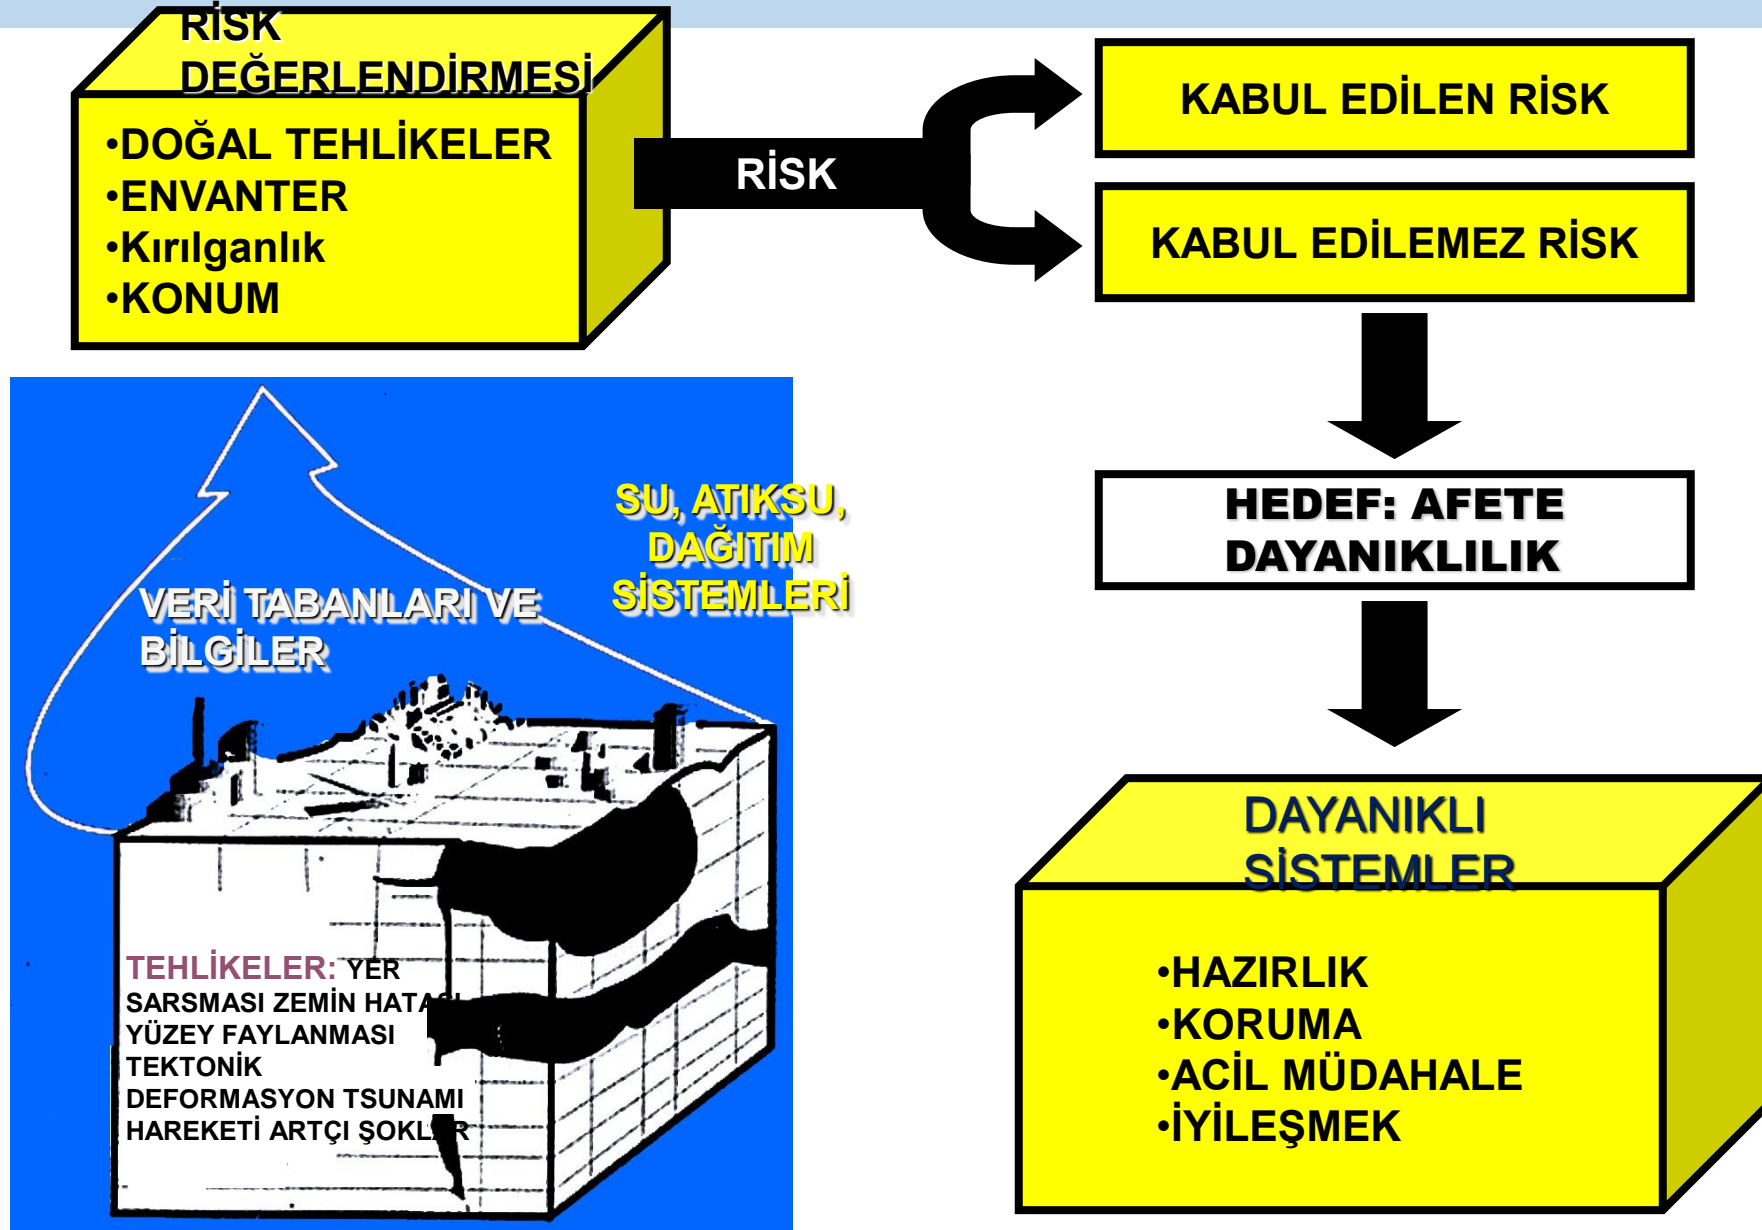 RİSK
DEĞERLENDİRMESİ
•DOĞAL TEHLİKELER
•ENVANTER
•Kırılganlık
•KONUM
RİSK
KABUL EDİLEN RİSK
KABUL EDİLEMEZ RİSK
HEDEF: AFETE
DAYANIKLILIK
SU, ATIKSU,
DAĞITIM
SİSTEMLERİ
VERİ TABANLARI VE
BİLGİLER
TEHLİKELER: YER
SARSMASI ZEMİN HATASI
YÜZEY FAYLANMASI
TEKTONİK
DEFORMASYON TSUNAMI
HAREKETİ ARTÇI ŞOKLAR
DAYANIKLI
SİSTEMLER
•HAZIRLIK
•KORUMA
•ACİL MÜDAHALE
•İYİLEŞMEK